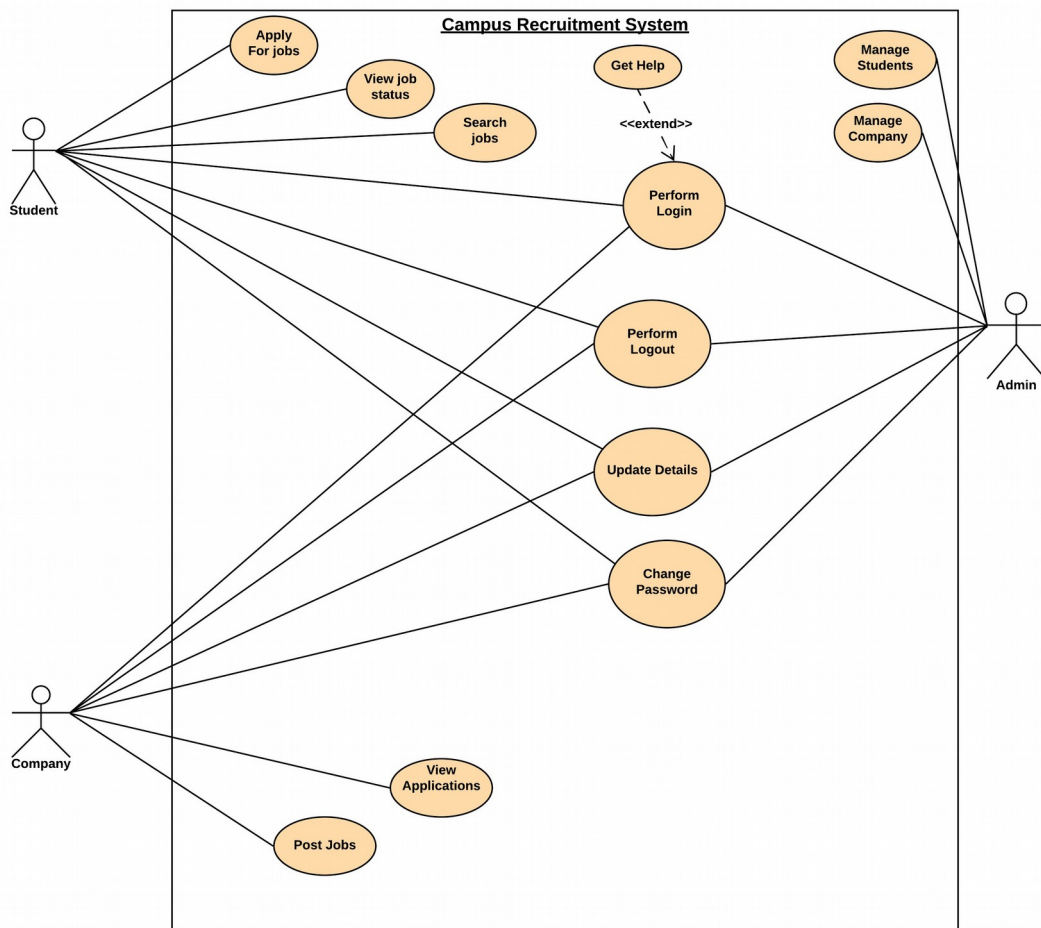 Campus Recruitment System
Apply
For jobs
View job
status
Search
jobs
Get Help
<<extend>>
Manage
Students
Manage
Company
Student
Perform
Login
Perform
Logout
Admin
Update Details
Change
Password
Company
View
Applications
Post Jobs